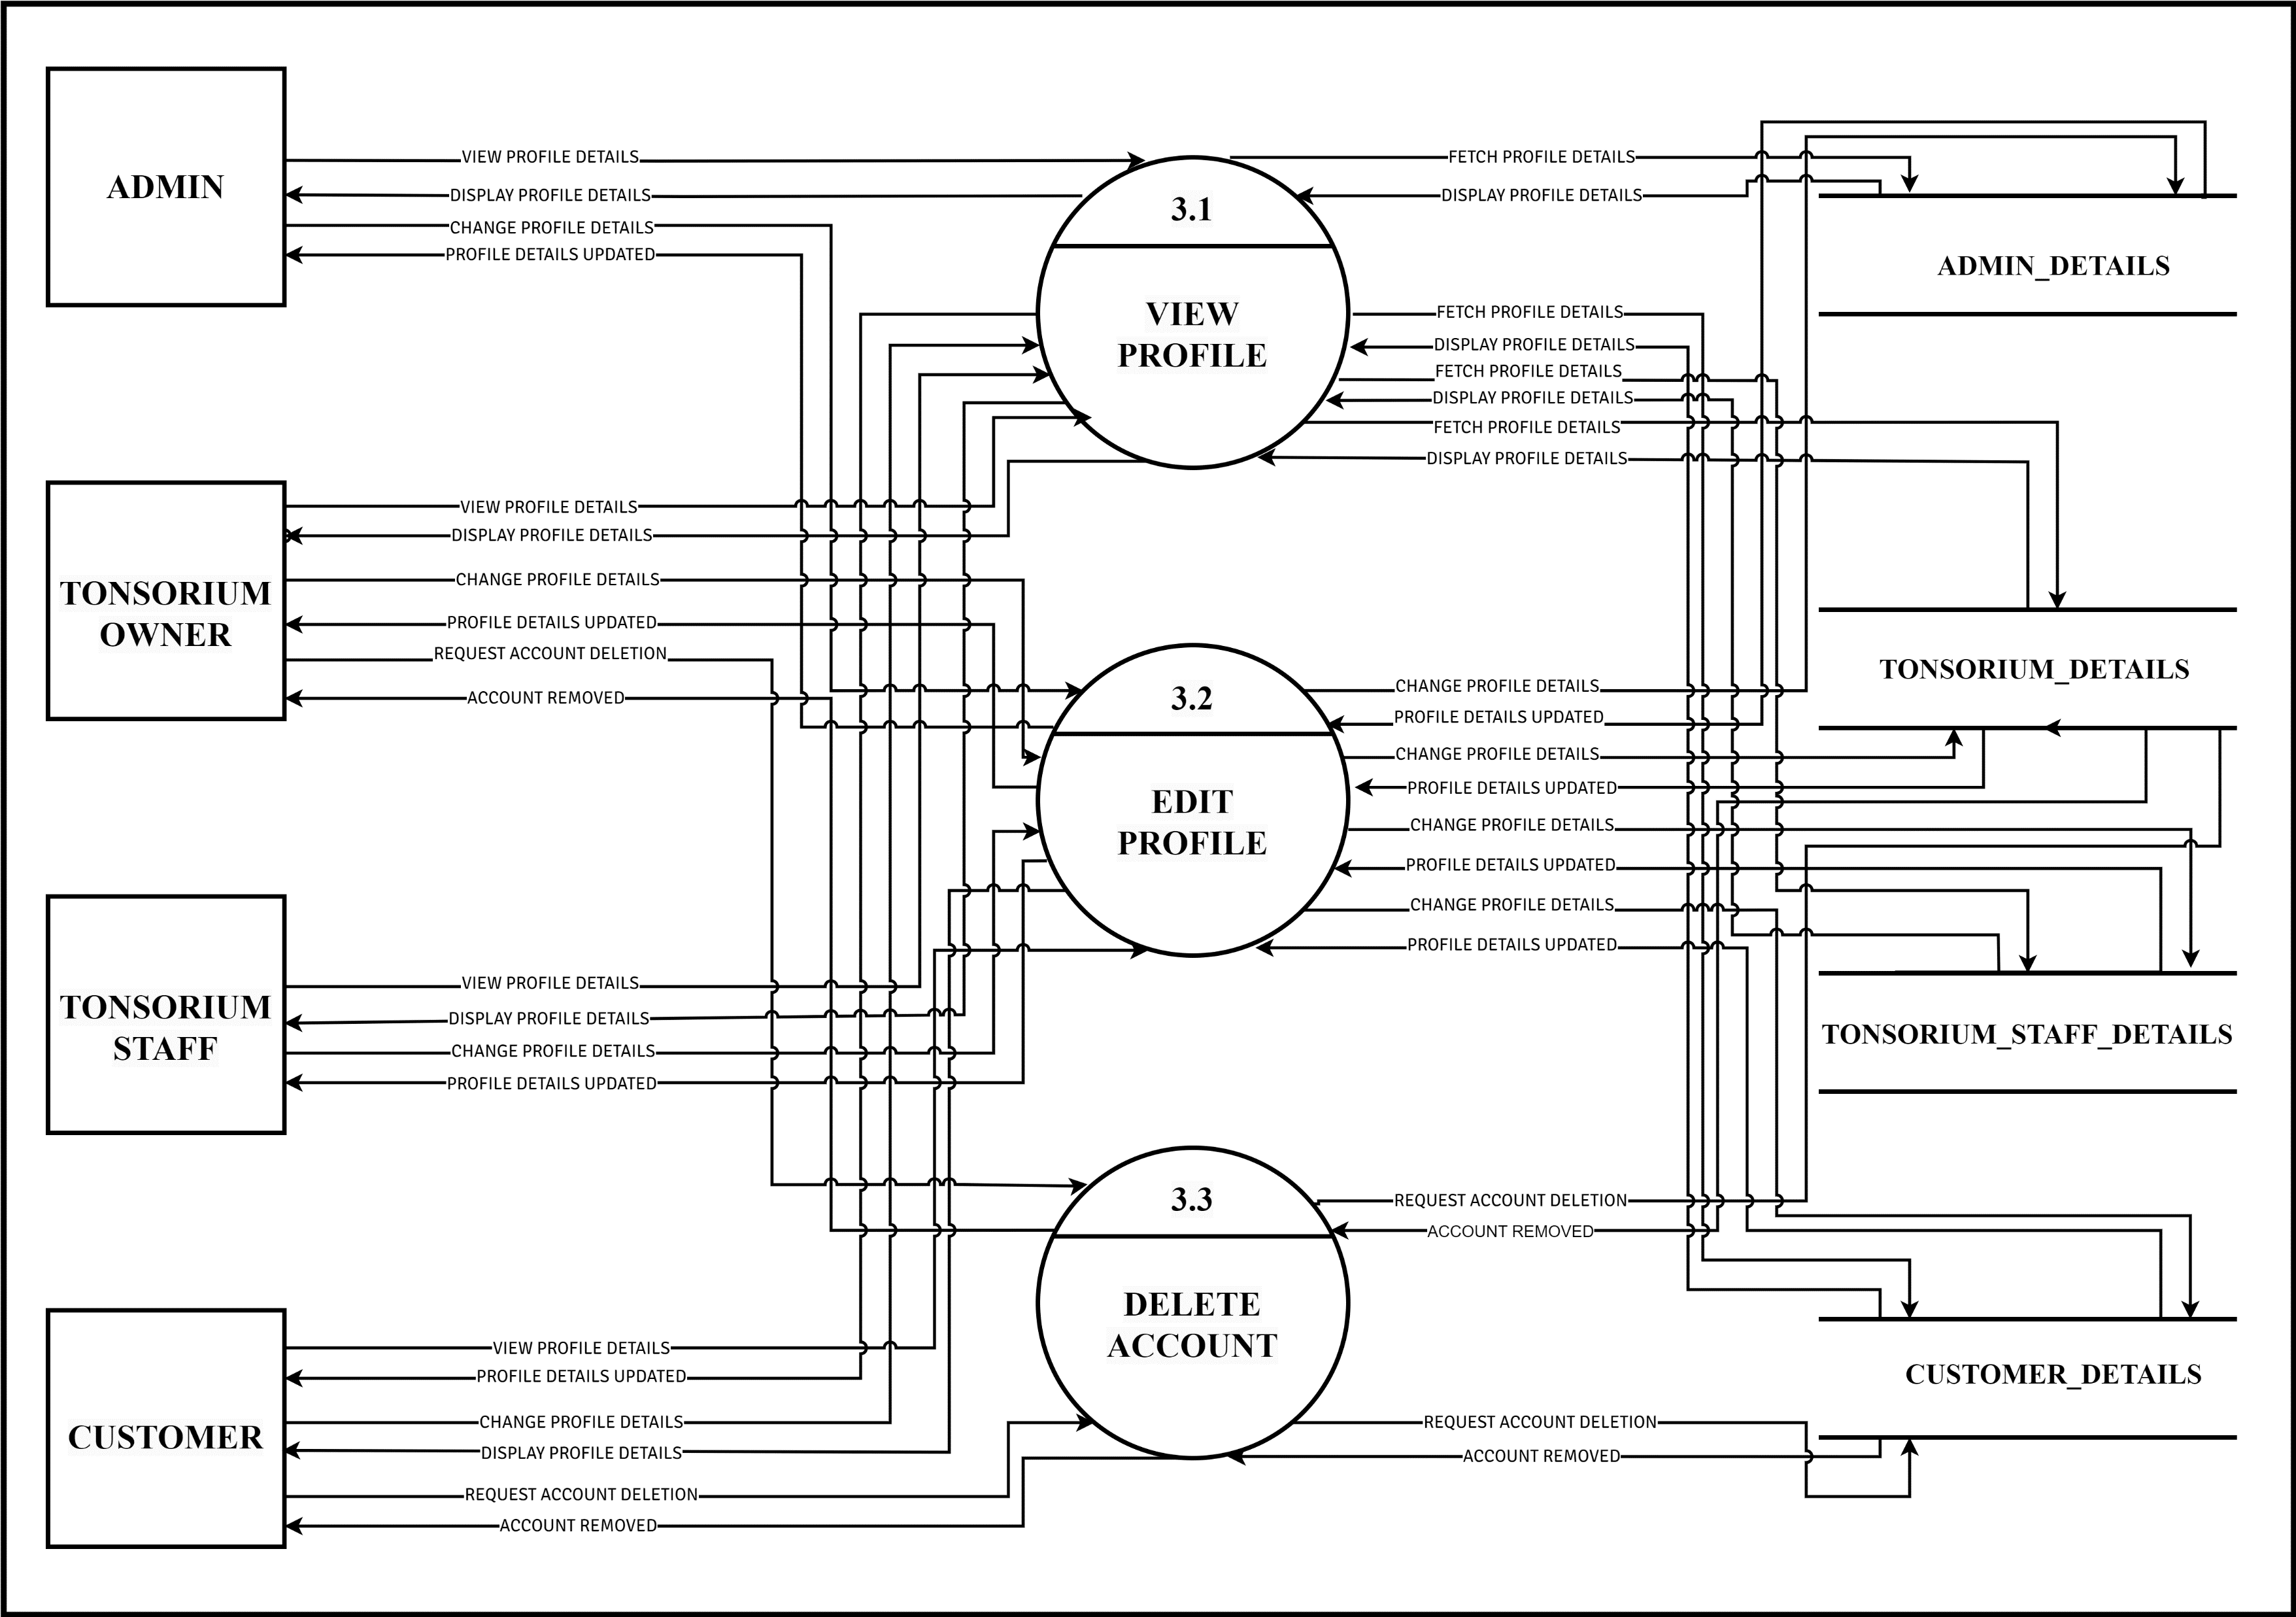 ADMIN
VIEW PROFILE DETAILS
DISPLAY PROFILE DETAILS
CHANGE PROFILE DETAILS
PROFILE DETAILS UPDATED
TONSORIUM
OWNER
VIEW PROFILE DETAILS
DISPLAY PROFILE DETAILS
CHANGE PROFILE DETAILS
PROFILE DETAILS UPDATED
REQUEST ACCOUNT DELETION
ACCOUNT REMOVED
TONSORIUM
STAFF
VIEW PROFILE DETAILS
DISPLAY PROFILE DETAILS
CHANGE PROFILE DETAILS
PROFILE DETAILS UPDATED
CUSTOMER
VIEW PROFILE DETAILS
PROFILE DETAILS UPDATED
CHANGE PROFILE DETAILS
DISPLAY PROFILE DETAILS
REQUEST ACCOUNT DELETION
ACCOUNT REMOVED
3.1
VIEW
PROFILE
3.2
EDIT
PROFILE
3.3
DELETE
ACCOUNT
FETCH PROFILE DETAILS
DISPLAY PROFILE DETAILS
FETCH PROFILE DETAILS
DISPLAY PROFILE DETAILS
FETCH PROFILE DETAILS
DISPLAY PROFILE DETAILS
FETCH PROFILE DETAILS
DISPLAY PROFILE DETAILS
CHANGE PROFILE DETAILS
PROFILE DETAILS UPDATED
CHANGE PROFILE DETAILS
PROFILE DETAILS UPDATED
CHANGE PROFILE DETAILS
PROFILE DETAILS UPDATED
CHANGE PROFILE DETAILS
PROFILE DETAILS UPDATED
REQUEST ACCOUNT DELETION
ACCOUNT REMOVED
REQUEST ACCOUNT DELETION
ACCOUNT REMOVED
ADMIN_DETAILS
TONSORIUM_DETAILS
TONSORIUM_STAFF_DETAILS
CUSTOMER_DETAILS